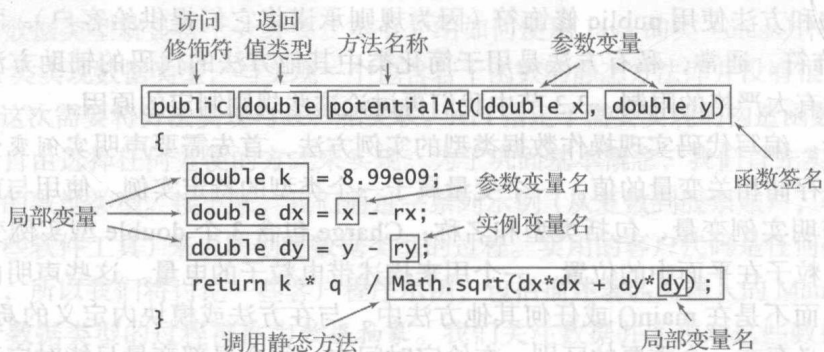 访问 返回
修饰符 值类型 方法名称 参数变量
public double potentialAt(double x, double y)
{
函数签名
double k = 8.99e09;
参数变量名
局部变量
double dx = x - rx;
实例变量名
double dy = y - ry;
return k * q / Math.sqrt(dx*dx + dy*dy) ;
}
调用静态方法 局部变量名